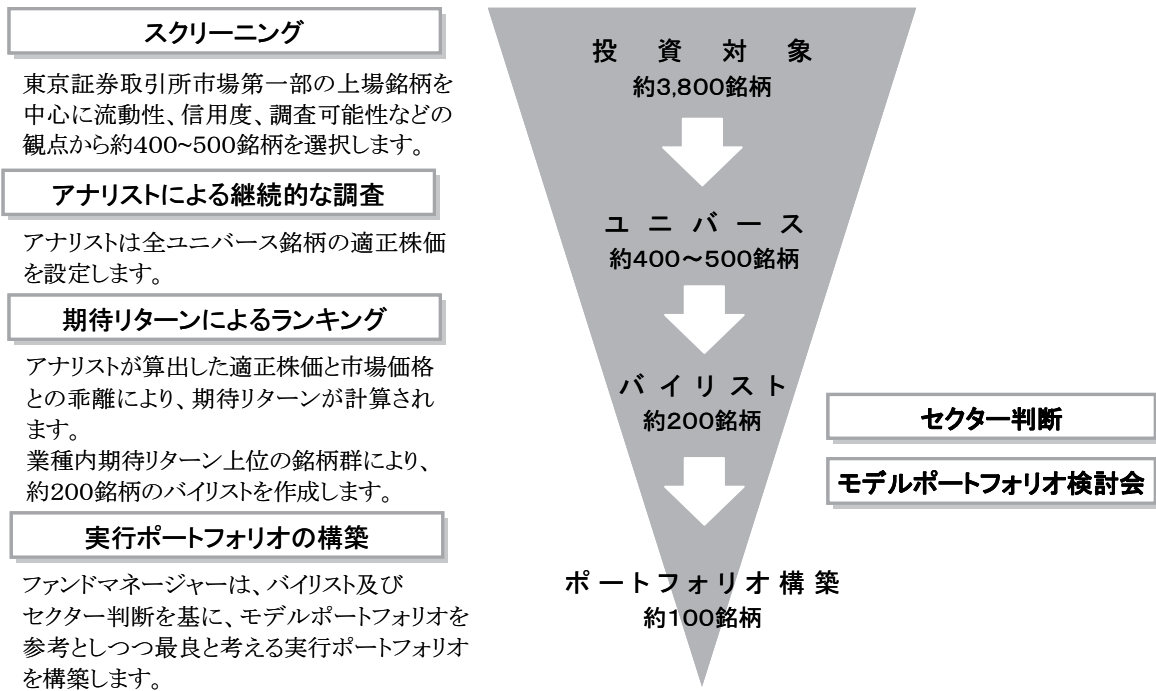 スクリーニング
東京証券取引所市場第一部の上場銘柄を
中心に流動性、信用度、調査可能性などの
観点から約400~500銘柄を選択します。
アナリストによる継続的な調査
アナリストは全ユニバース銘柄の適正株価
を設定します。
期待リターンによるランキング
アナリストが算出した適正株価と市場価格
との乖離により、期待リターンが計算され
ます。
業種内期待リターン上位の銘柄群により、
約200銘柄のバイリストを作成します。
実行ポートフォリオの構築
ファンドマネージャーは、バイリスト及び
セクター判断を基に、モデルポートフォリオを
参考としつつ最良と考える実行ポートフォリオ
を構築します。
投資対象
約3,800銘柄
ユニバース
約400～500銘柄
バイリスト
約200銘柄
ポートフォリオ構築
約100銘柄
セクター判断
モデルポートフォリオ検討会